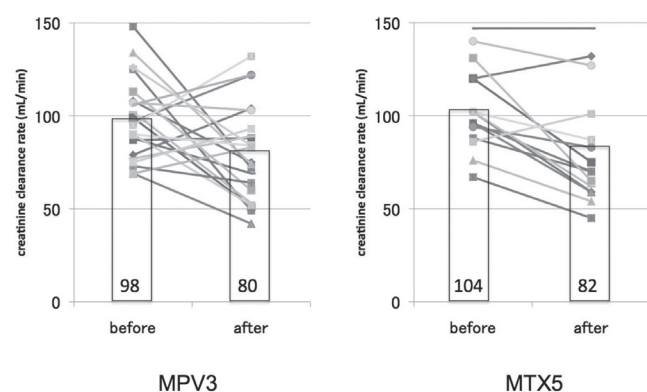 150
100
50
0
creatinine clearance rate (mL/min)
98
80
before
after
MPV3
150
100
50
0
creatinine clearance rate (mL/min)
104
82
before
after
MTX5